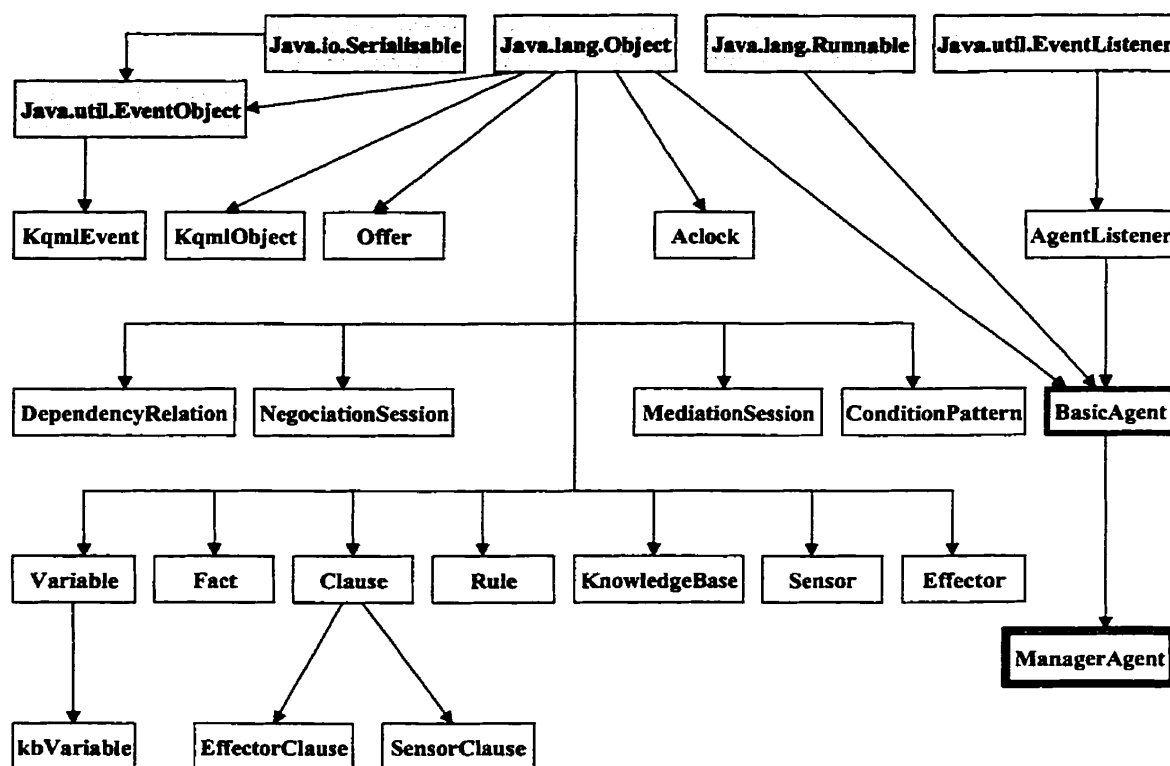 Java.io.Serialisable
Java.lang.Object
Java.lang.Runnable
Java.util.EventListener
Java.util.EventObject
KqmlEvent
KqmlObject
Offer
Aclock
AgentListener
DependencyRelation
NegociationSession
MediationSession
ConditionPattern
BasicAgent
Variable
Fact
Clause
Rule
KnowledgeBase
Sensor
Effector
ManagerAgent
kbVariable
EffectorClause
SensorClause